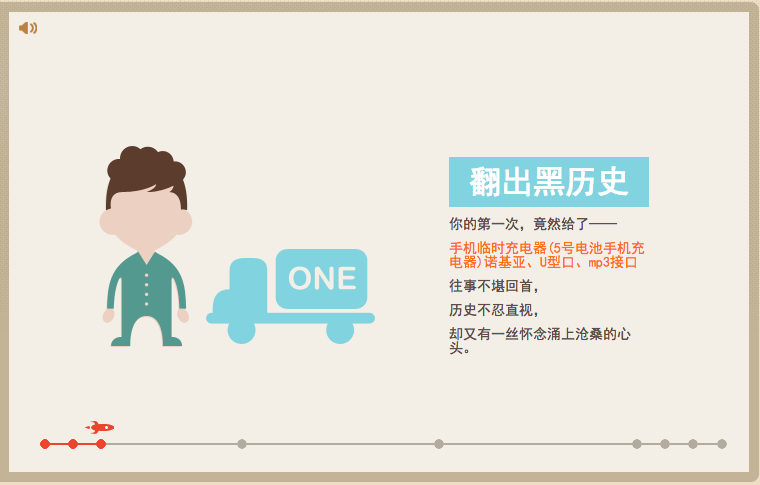 翻出黑历史
你的第一次，竟然给了——
手机临时充电器(5号电池手机充
电器)诺基亚、U型口、mp3接口
ONE
往事不堪回首，
历史不忍直视，
却又有一丝怀念涌上沧桑的心
头。